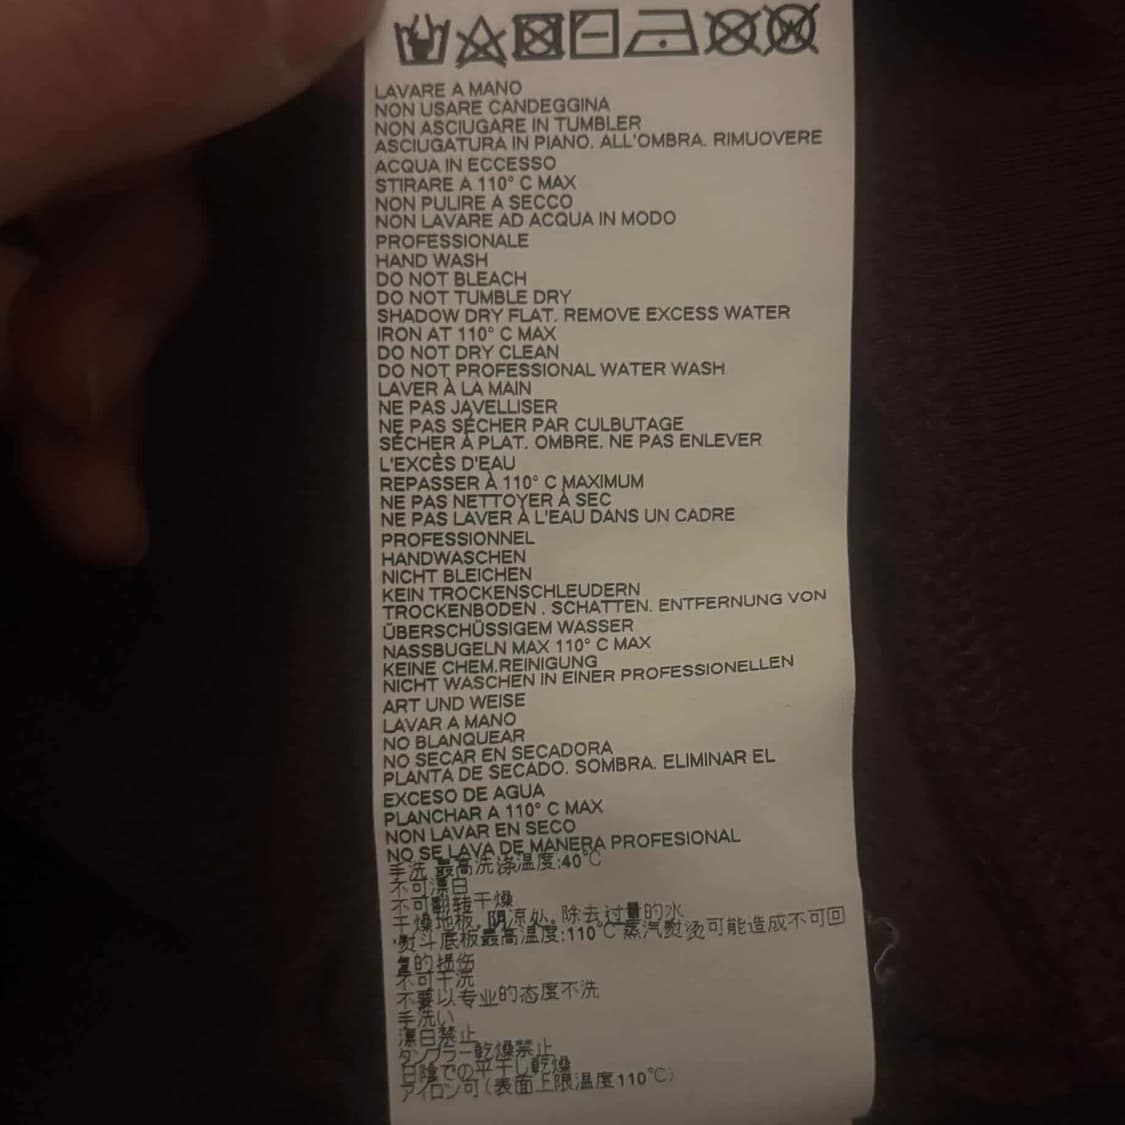 LAVARE A MANO
NON USARE CANDEGGINA
NON ASCIUGARE IN TUMBLER
ASCIUGATURA IN PIANO. ALL'OMBRA. RIMUOVERE
ACQUA IN ECCESSO
STIRARE A 110° C MAX
NON PULIRE A SECCO
NON LAVARE AD ACQUA IN MODO
PROFESSIONALE
HAND WASH
DO NOT BLEACH
DO NOT TUMBLE DRY
SHADOW DRY FLAT. REMOVE EXCESS WATER
IRON AT 110° C MAX
DO NOT DRY CLEAN
DO NOT PROFESSIONAL WATER WASH
LAVER À LA MAIN
NE PAS JAVELLISER
NE PAS SÉCHER PAR CULBUTAGE
SÉCHER À PLAT. OMBRE. NE PAS ENLEVER
L'EXCÈS D'EAU
REPASSER À 110° C MAXIMUM
NE PAS NETTOYER À SEC
NE PAS LAVER À L'EAU DANS UN CADRE
PROFESSIONNEL
HANDWASCHEN
NICHT BLEICHEN
KEIN TROCKENSCHLEUDERN
TROCKENBODEN . SCHATTEN. ENTFERNUNG VON
ÜBERSCHÜSSIGEM WASSER
NASSBUGELN MAX 110° C MAX
KEINE CHEM.REINIGUNG
NICHT WASCHEN IN EINER PROFESSIONELLEN
ART UND WEISE
LAVAR A MANO
NO BLANQUEAR
NO SECAR EN SECADORA
PLANTA DE SECADO. SOMBRA. ELIMINAR EL
EXCESO DE AGUA
PLANCHAR A 110° C MAX
NON LAVAR EN SECO
NO SE LAVA DE MANERA PROFESIONAL
手洗 最高洗涤温度:40℃
不可漂白
不可翻转干燥
干燥地板。阴凉处。除去过量的水
熨斗底板最高温度:110℃ 蒸汽熨烫可能造成不可回
复的损伤
不可干洗
不要以专业的态度不洗
手洗い
漂白禁止
タンブラー乾燥禁止
日陰での平干し乾燥
アイロン可(表面上限温度110℃)